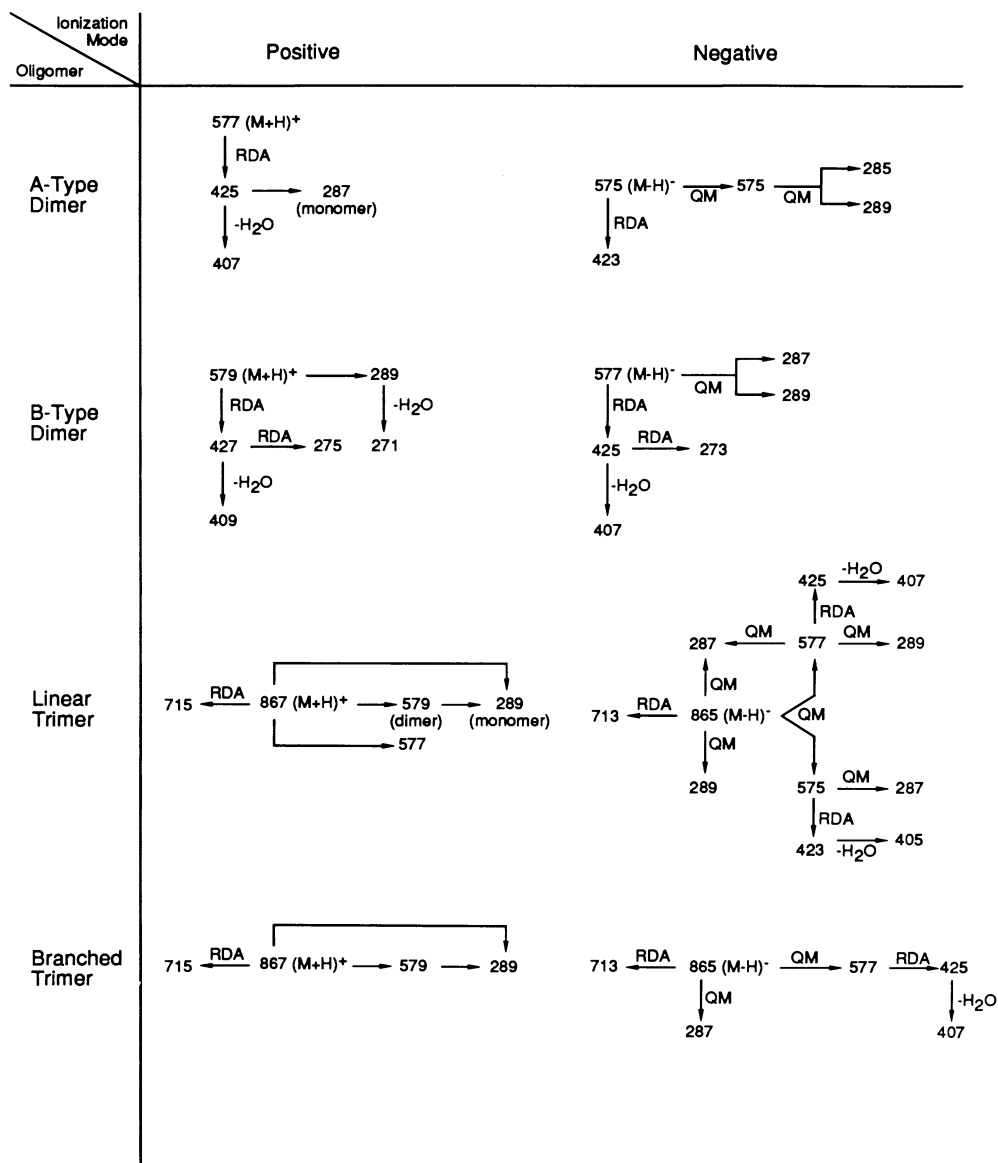 Ionization
Mode
Oligomer
Positive
Negative
A-Type
Dimer
577 (M+H)+
RDA
425
287
(monomer)
-H2O
407
575 (M-H)-
QM
575
QM
285
289
RDA
423
B-Type
Dimer
579 (M+H)+
289
RDA
-H2O
427
RDA
275
271
-H2O
409
577 (M-H)-
QM
287
289
RDA
425
RDA
273
-H2O
407
Linear
Trimer
715
RDA
867 (M+H)+
579
(dimer)
289
(monomer)
577
425
-H2O
407
RDA
287
QM
577
QM
289
QM
713
RDA
865 (M-H)-
QM
QM
289
575
QM
287
RDA
423
-H2O
405
Branched
Trimer
715
RDA
867 (M+H)+
579
289
713
RDA
865 (M-H)-
QM
577
RDA
425
QM
-H2O
287
407